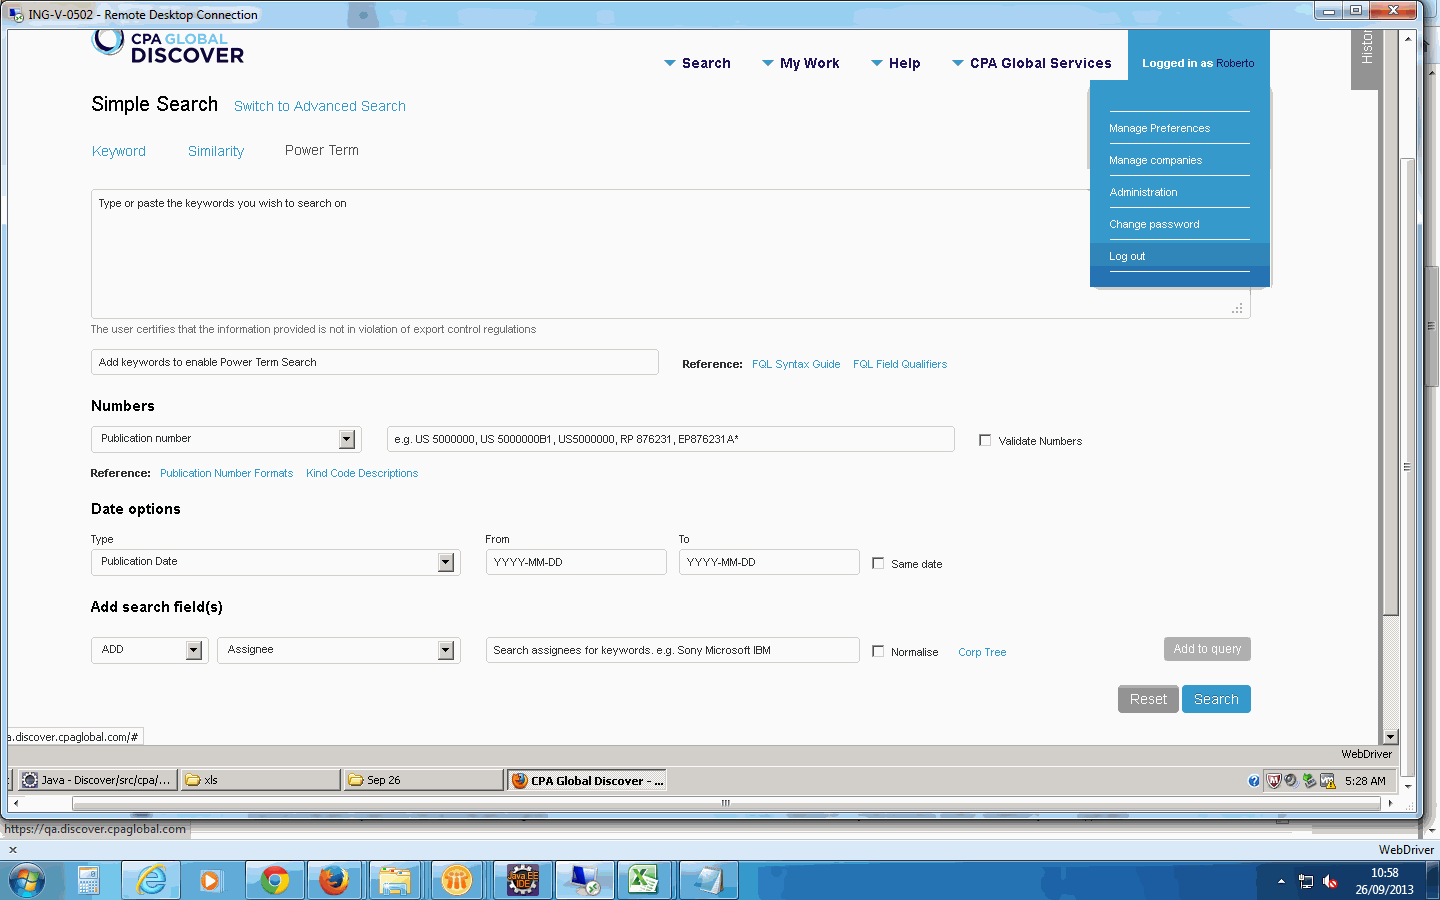 ING-V-0502 - Remote Desktop Connection
CPA GLOBAL
DISCOVER
Search
My Work
Help
CPA Global Services
Logged in as Roberto
Histor
Simple Search
Switch to Advanced Search
Manage Preferences
Manage companies
Administration
Change password
Log out
Keyword
Similarity
Power Term
Type or paste the keywords you wish to search on
The user certifies that the information provided is not in violation of export control regulations
Add keywords to enable Power Term Search
Reference: FQL Syntax Guide FQL Field Qualifiers
Numbers
Publication number
e.g. US 5000000, US 5000000B1, US5000000, RP 876231, EP876231A*
Validate Numbers
Reference: Publication Number Formats Kind Code Descriptions
Date options
Type
From
To
Publication Date
YYYY-MM-DD
YYYY-MM-DD
Same date
Add search field(s)
ADD
Assignee
Search assignees for keywords. e.g. Sony Microsoft IBM
Normalise
Corp Tree
Add to query
Reset
Search
a.discover.cpaglobal.com/#
WebDriver
Java - Discover/src/cpa/...
xls
Sep 26
CPA Global Discover - ...
5:28 AM
https://qa.discover.cpaglobal.com
WebDriver
Java EE
IDE
10:58
26/09/2013